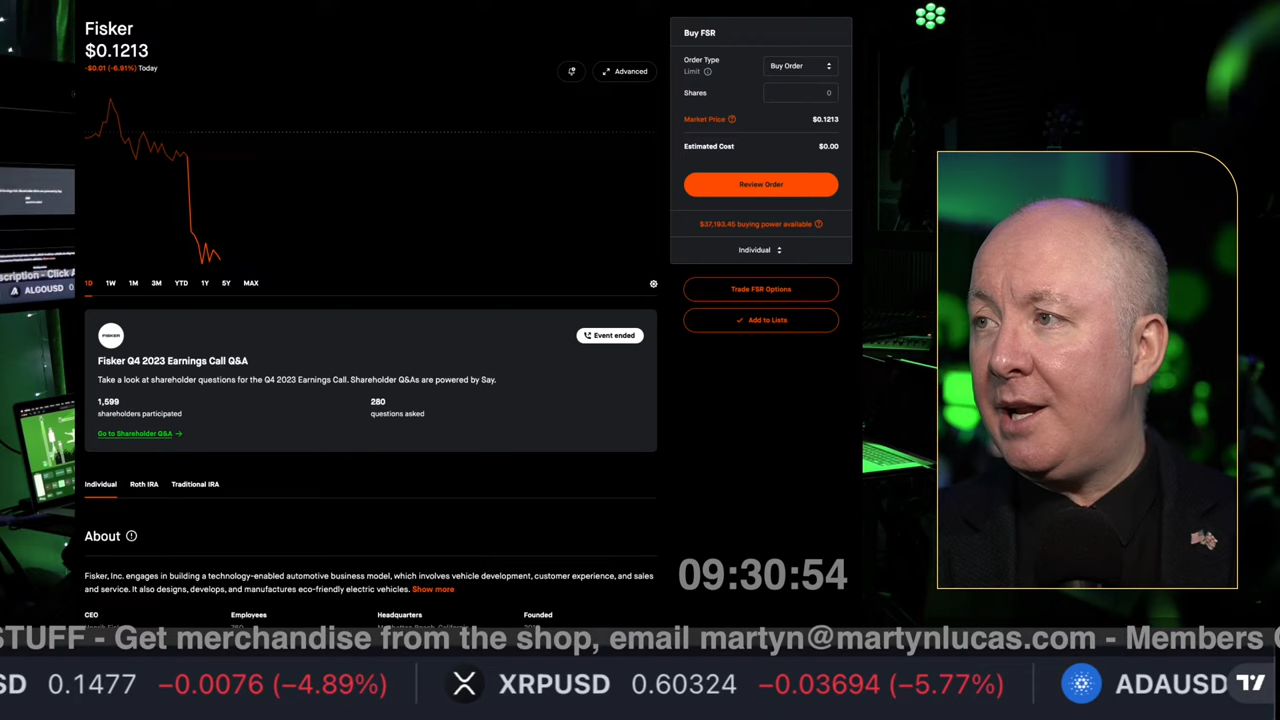 Fisker
$0.1213
-$0.01 (-6.91%) Today
Advanced
1D 1W 1M 3M YTD 1Y 5Y MAX
FISKER
Event ended
Fisker Q4 2023 Earnings Call Q&A
Take a look at shareholder questions for the Q4 2023 Earnings Call. Shareholder Q&As are powered by Say.
1,599
shareholders participated
280
questions asked
Go to Shareholder Q&A →
Individual Roth IRA Traditional IRA
About
Fisker, Inc. engages in building a technology-enabled automotive business model, which involves vehicle development, customer experience, and sales
and service. It also designs, develops, and manufactures eco-friendly electric vehicles. Show more
CEO Employees Headquarters Founded
Buy FSR
Order Type
Limit
Buy Order
Shares 0
Market Price $0.1213
Estimated Cost $0.00
Review Order
$37,193.45 buying power available
Individual
Trade FSR Options
Add to Lists
scription - Click
ALGOUSD
09:30:54
STUFF - Get merchandise from the shop, email martyn@martynlucas.com - Members
SD 0.1477 −0.0076 (−4.89%) XRPUSD 0.60324 −0.03694 (−5.77%) ADAUSD